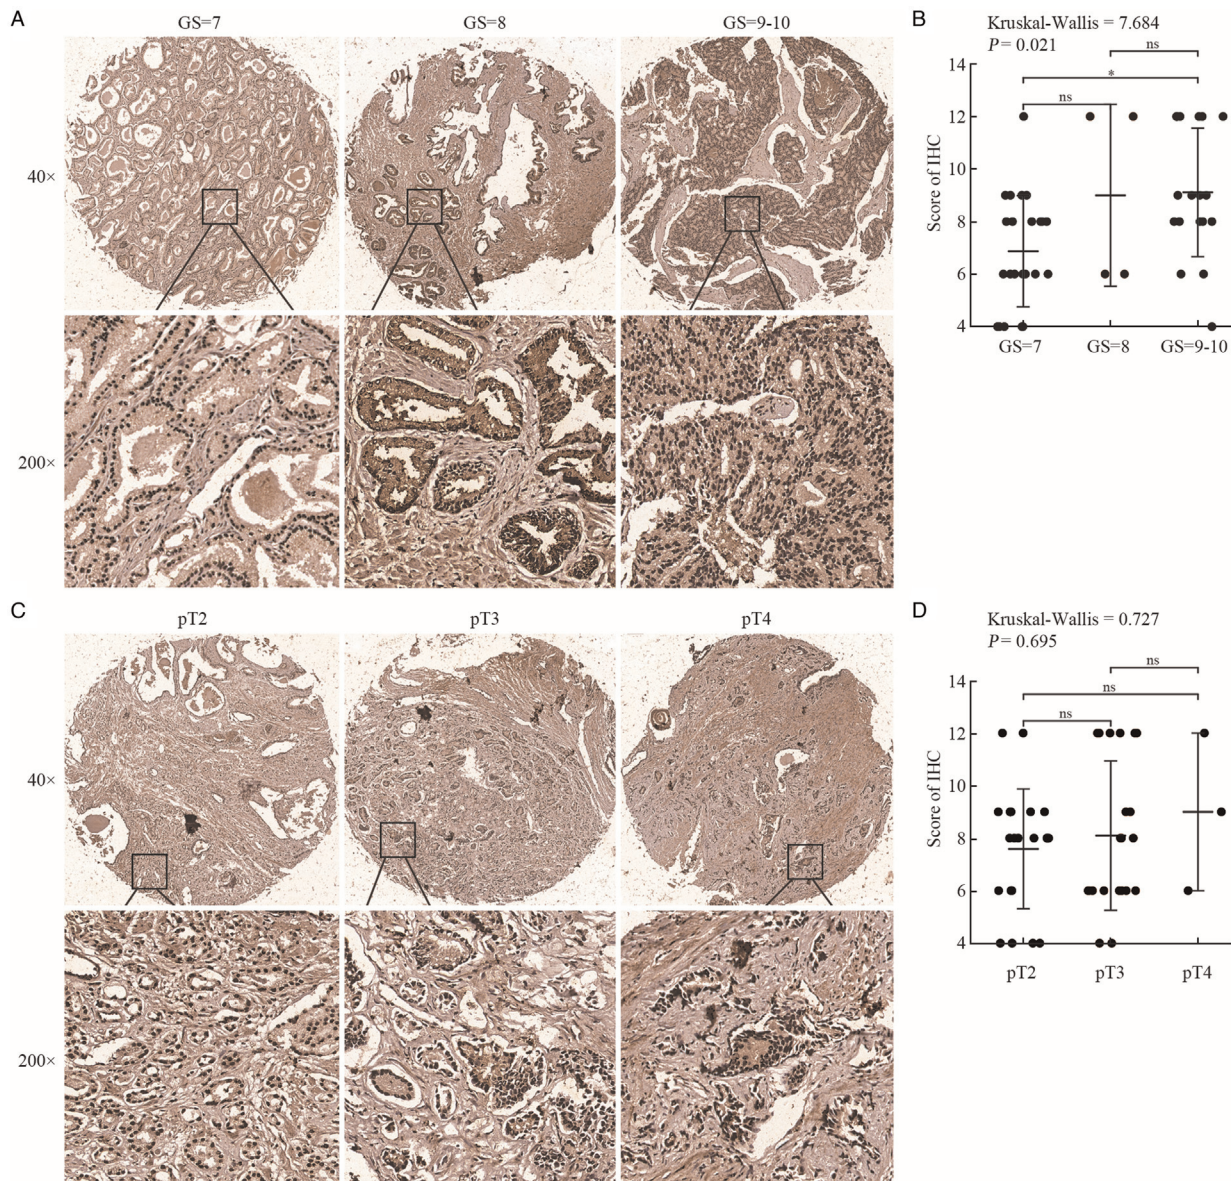 A
GS=7
GS=8
GS=9-10
40×
200×
B
Kruskal-Wallis = 7.684
P = 0.021
ns
*
ns
Score of IHC
14
12
10
8
6
4
GS=7
GS=8
GS=9-10
C
pT2
pT3
pT4
40×
200×
D
Kruskal-Wallis = 0.727
P = 0.695
ns
ns
ns
Score of IHC
14
12
10
8
6
4
pT2
pT3
pT4